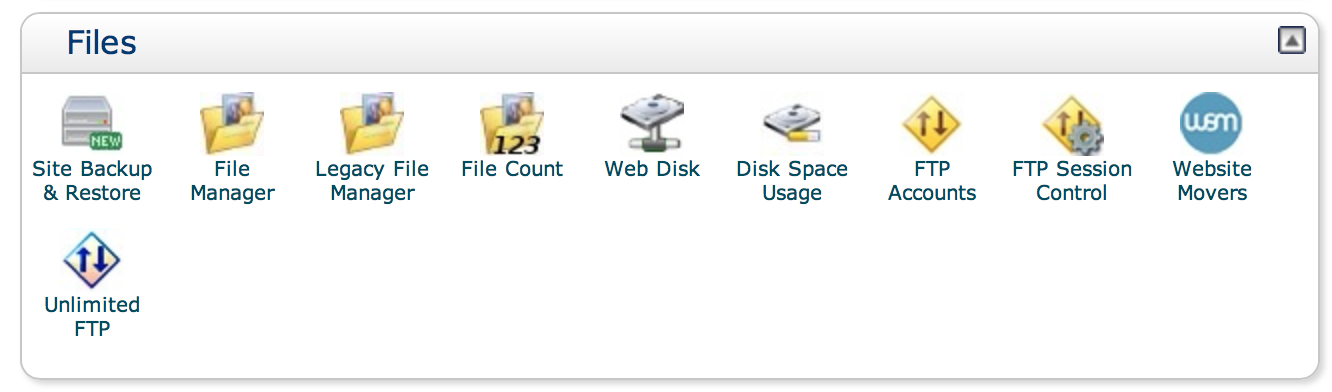 Files
NEW
Site Backup
& Restore
File
Manager
Legacy File
Manager
123
File Count
Web Disk
Disk Space
Usage
FTP
Accounts
FTP Session
Control
wsm
Website
Movers
Unlimited
FTP